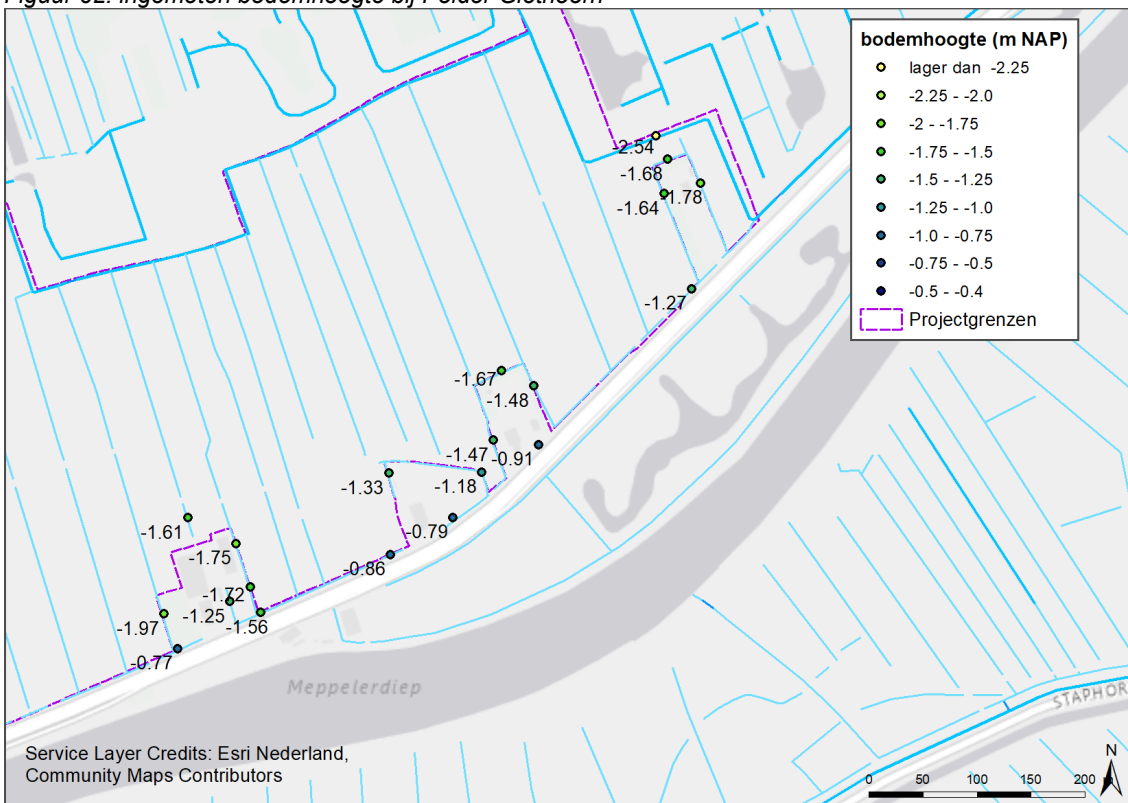 bodemhoogte (m NAP)
lager dan -2.25
-2.25 - -2.0
-2 - -1.75
-1.75 - -1.5
-1.5 - -1.25
-1.25 - -1.0
-1.0 - -0.75
-0.75 - -0.5
-0.5 - -0.4
Projectgrenzen
-2.54
-1.68
-1.64
-1.78
-1.27
-1.67
-1.48
-1.47
-0.91
-1.33
-1.18
-0.79
-0.86
-1.61
-1.75
-1.72
-1.25
-1.56
-1.97
-0.77
Meppelerdiep
STAPHOR
Service Layer Credits: Esri Nederland,
Community Maps Contributors
N
0 50 100 150 200